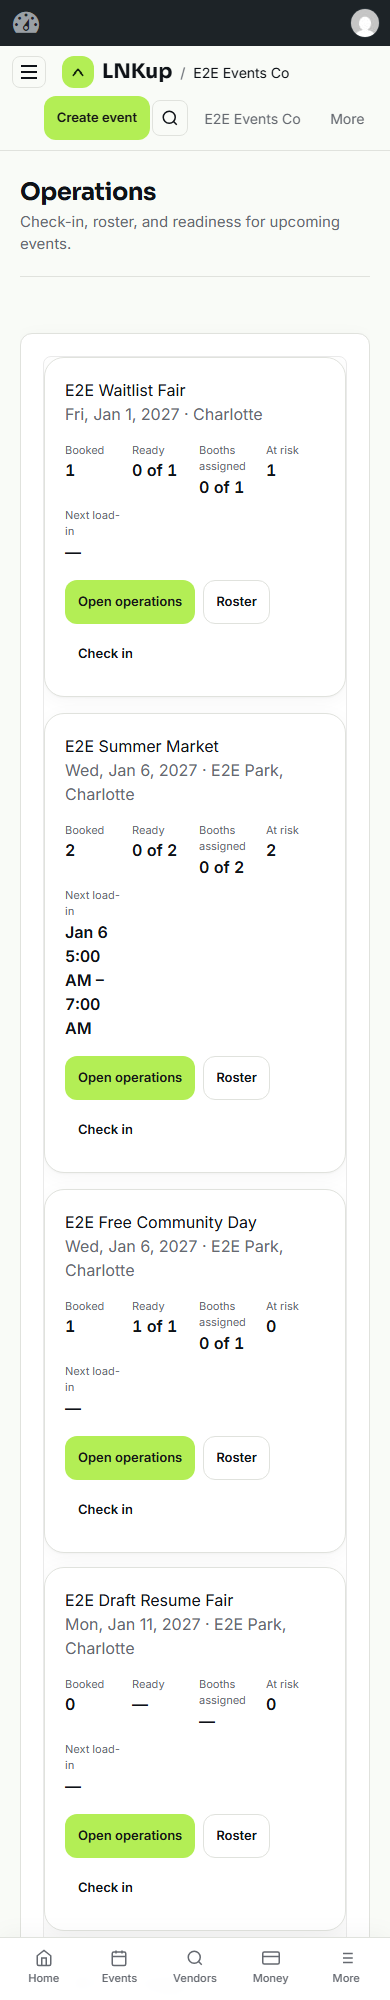 LNKup / E2E Events Co
Create event E2E Events Co More
Operations
Check-in, roster, and readiness for upcoming
events.
E2E Waitlist Fair
Fri, Jan 1, 2027 · Charlotte
Booked
1
Ready
0 of 1
Booths
assigned
0 of 1
At risk
1
Next load-
in
—
Open operations Roster
Check in
E2E Summer Market
Wed, Jan 6, 2027 · E2E Park,
Charlotte
Booked
2
Ready
0 of 2
Booths
assigned
0 of 2
At risk
2
Next load-
in
Jan 6
5:00
AM –
7:00
AM
Open operations Roster
Check in
E2E Free Community Day
Wed, Jan 6, 2027 · E2E Park,
Charlotte
Booked
1
Ready
1 of 1
Booths
assigned
0 of 1
At risk
0
Next load-
in
—
Open operations Roster
Check in
E2E Draft Resume Fair
Mon, Jan 11, 2027 · E2E Park,
Charlotte
Booked
0
Ready
—
Booths
assigned
—
At risk
0
Next load-
in
—
Open operations Roster
Check in
Home Events Vendors Money More